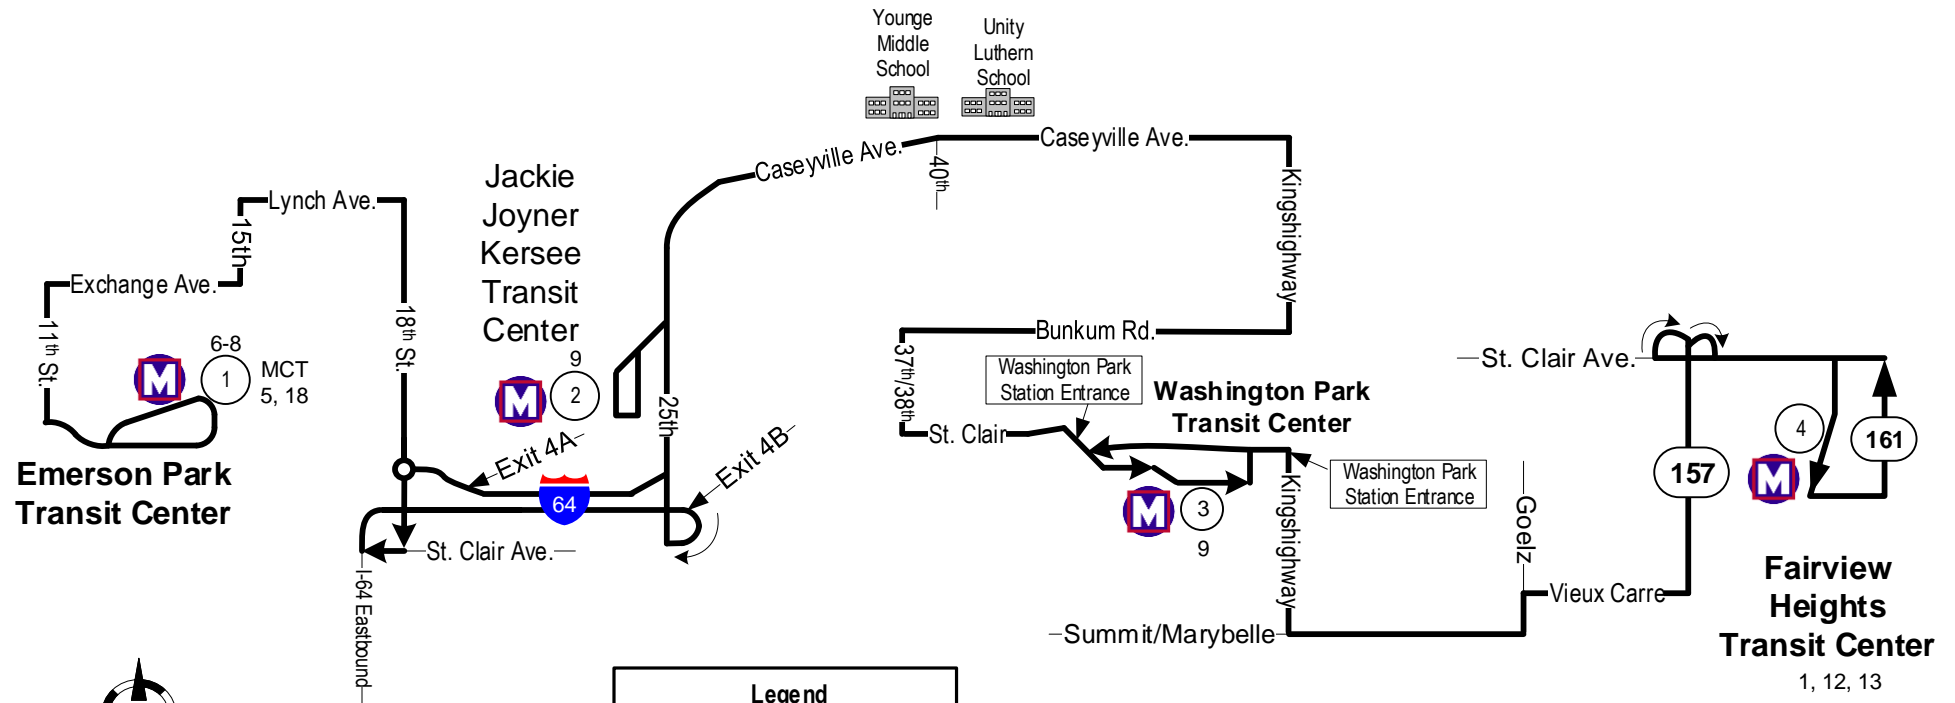 Younge
Middle
School
Unity
Luthern
School
Caseyville Ave.
Caseyville Ave.
40th
Kingshighway
Jackie
Joyner
Kersee
Transit
Center
Lynch Ave.
15th
Exchange Ave.
11th St.
18th St.
6-8
1
MCT
5, 18
M
Emerson Park
Transit Center
9
2
M
25th
Exit 4A
Exit 4B
64
St. Clair Ave.
I-64 Eastbound
Bunkum Rd.
37th/38th
Washington Park
Station Entrance
Washington Park
Transit Center
St. Clair
M
3
9
Washington Park
Station Entrance
Kingshighway
Summit/Marybelle
Goelz
Vieux Carre
St. Clair Ave.
157
4
161
M
Fairview
Heights
Transit Center
1, 12, 13
Legend